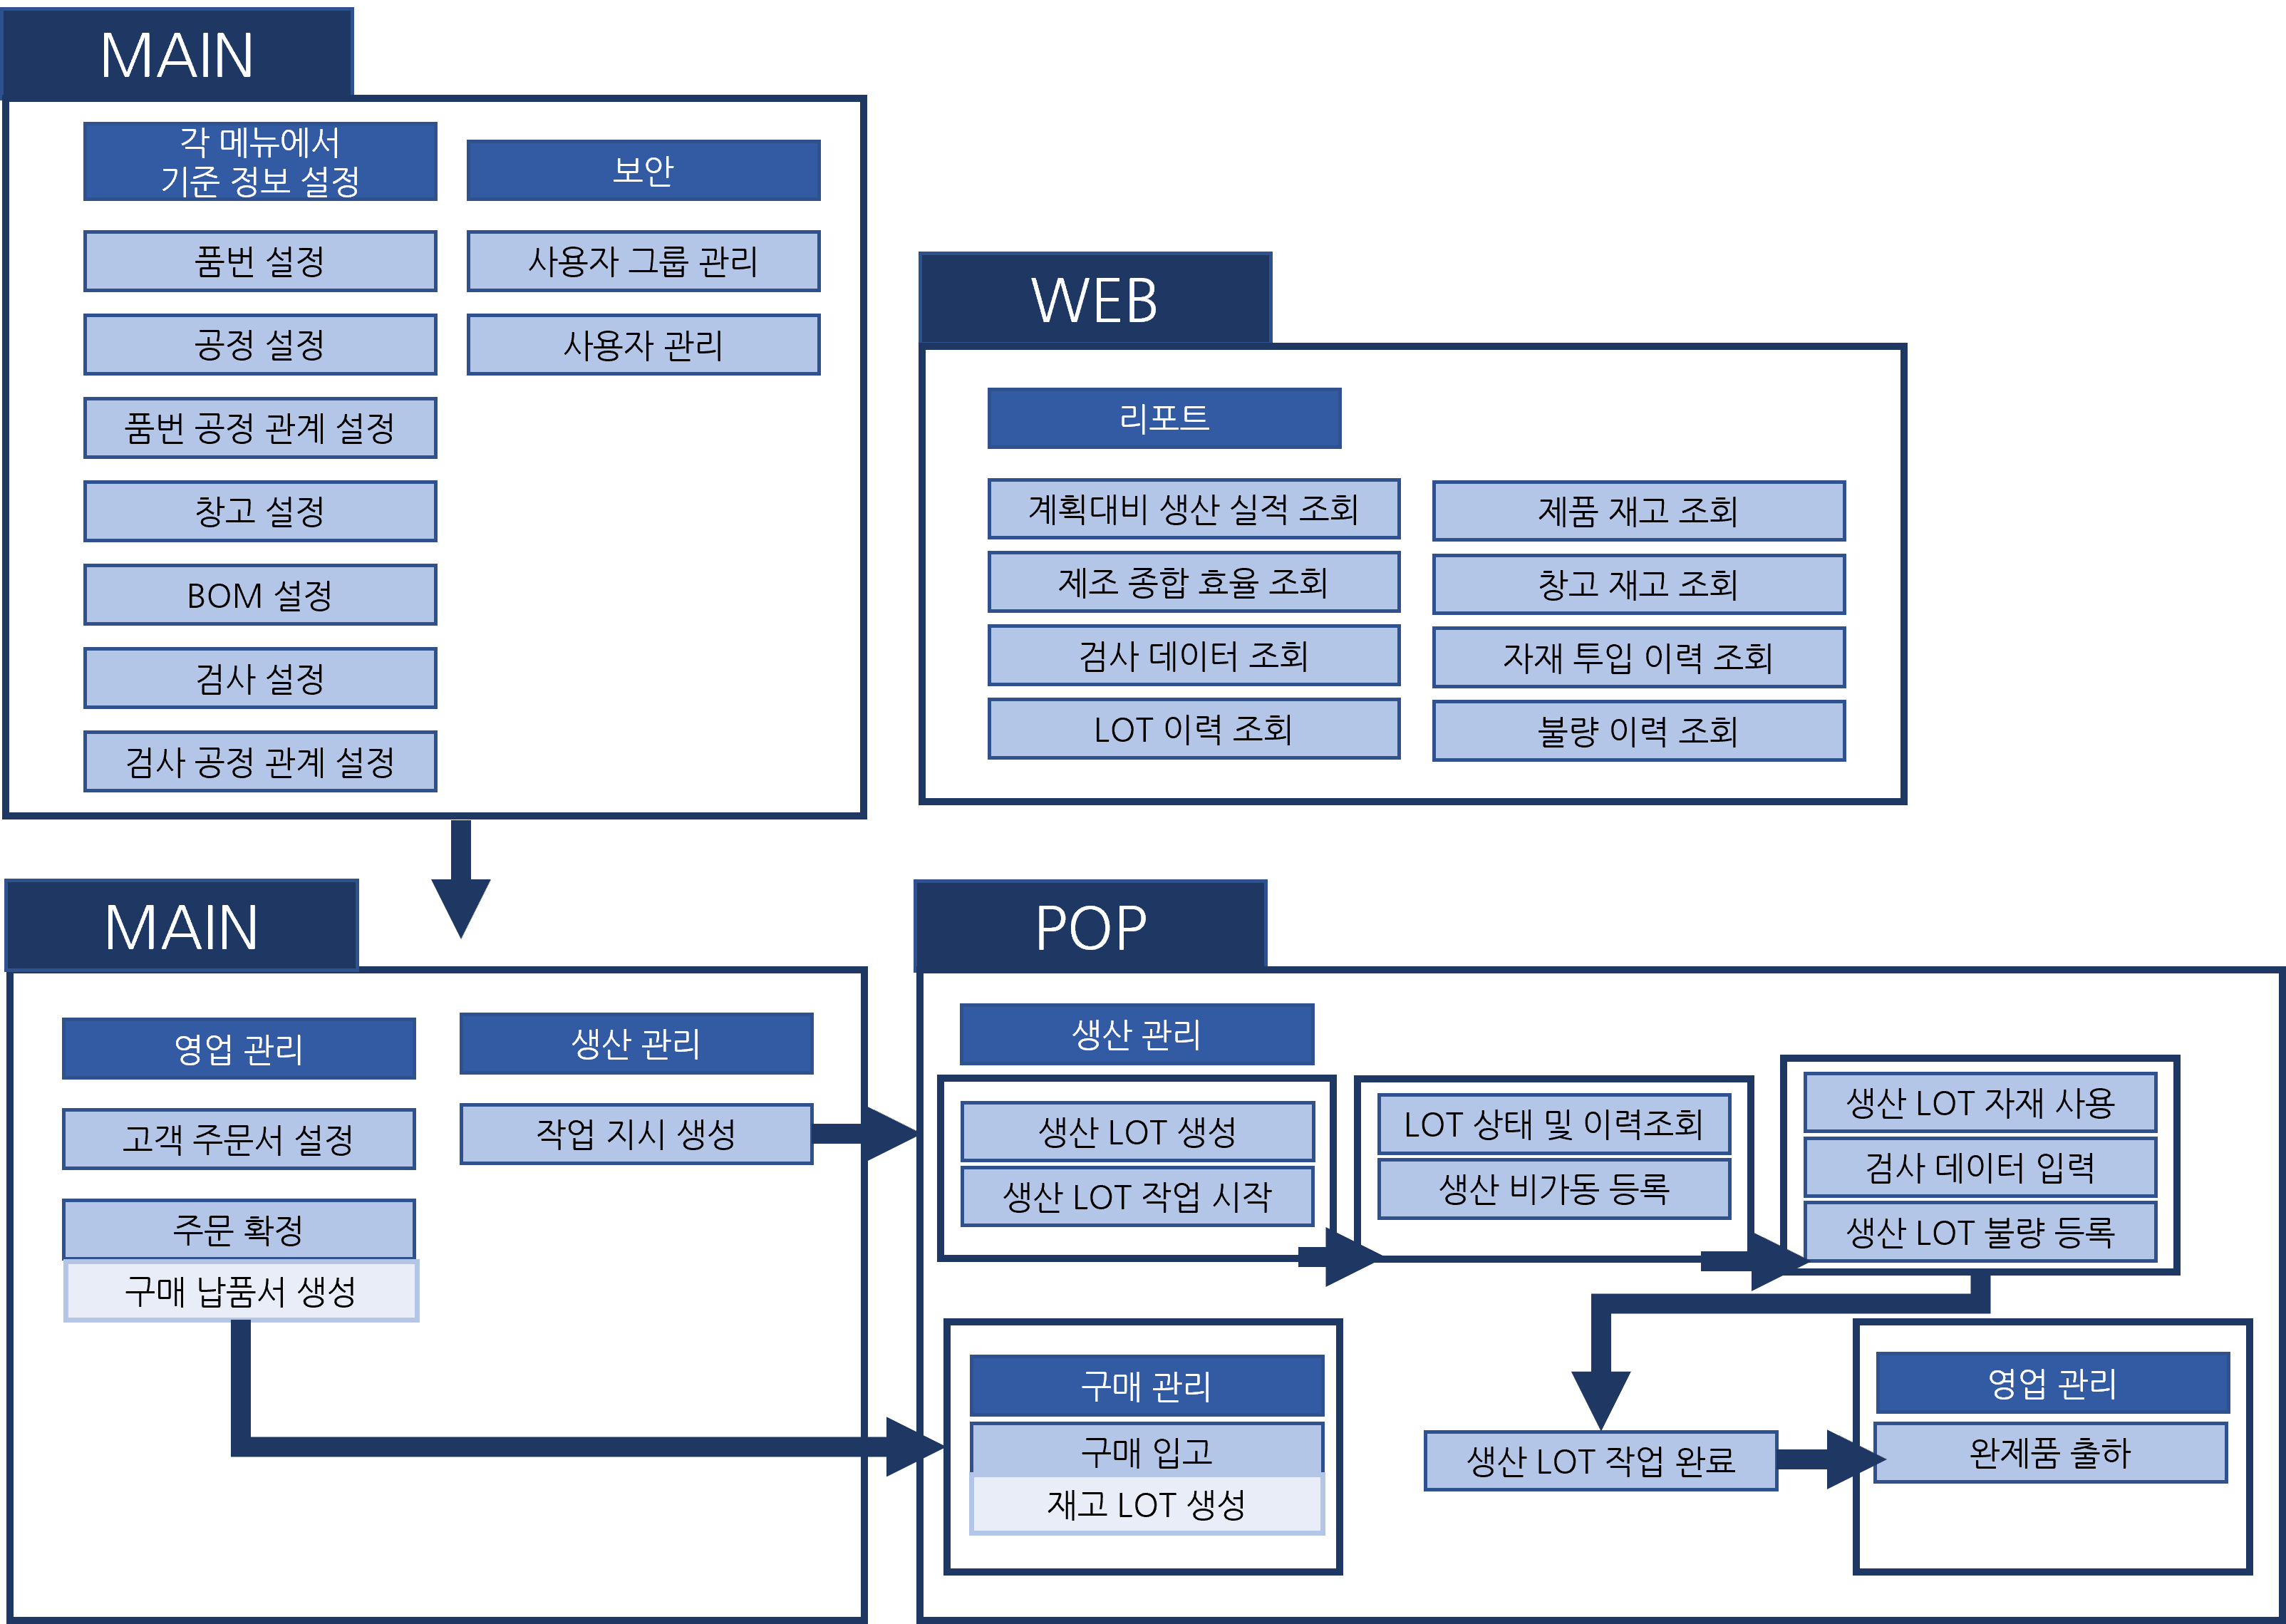 MAIN
각 메뉴에서
기준 정보 설정
품번 설정
공정 설정
품번 공정 관계 설정
창고 설정
BOM 설정
검사 설정
검사 공정 관계 설정
보안
사용자 그룹 관리
사용자 관리
WEB
리포트
계획대비 생산 실적 조회
제조 종합 효율 조회
검사 데이터 조회
LOT 이력 조회
제품 재고 조회
창고 재고 조회
자재 투입 이력 조회
불량 이력 조회
MAIN
영업 관리
고객 주문서 설정
주문 확정
구매 납품서 생성
생산 관리
작업 지시 생성
POP
생산 관리
생산 LOT 생성
생산 LOT 작업 시작
LOT 상태 및 이력조회
생산 비가동 등록
생산 LOT 자재 사용
검사 데이터 입력
생산 LOT 불량 등록
구매 관리
구매 입고
재고 LOT 생성
생산 LOT 작업 완료
영업 관리
완제품 출하